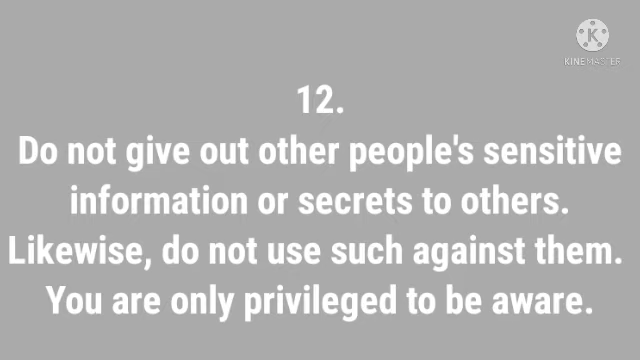 K
KINEMASTER
12.
Do not give out other people's sensitive
information or secrets to others.
Likewise, do not use such against them.
You are only privileged to be aware.